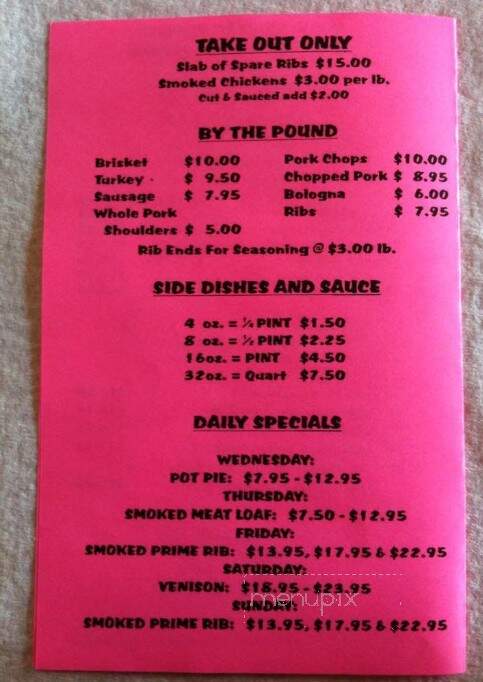 TAKE OUT ONLY
Slab of Spare Ribs $15.00
Smoked Chickens $3.00 per lb.
Cut & Sauced add $2.00
BY THE POUND
Brisket $10.00 Pork Chops $10.00
Turkey $ 9.50 Chopped Pork $ 8.95
Sausage $ 7.95 Bologna $ 6.00
Whole Pork Ribs $ 7.95
Shoulders $ 5.00
Rib Ends For Seasoning @ $3.00 lb.
SIDE DISHES AND SAUCE
4 oz. = ¼ PINT $1.50
8 oz. = ½ PINT $2.25
16oz. = PINT $4.50
32oz. = Quart $7.50
DAILY SPECIALS
WEDNESDAY:
POT PIE: $7.95 - $12.95
THURSDAY:
SMOKED MEAT LOAF: $7.50 - $12.95
FRIDAY:
SMOKED PRIME RIB: $13.95, $17.95 & $22.95
SATURDAY:
VENISON: $18.95 - $23.95
menupix
SUNDAY:
SMOKED PRIME RIB: $13.95, $17.95 & $22.95